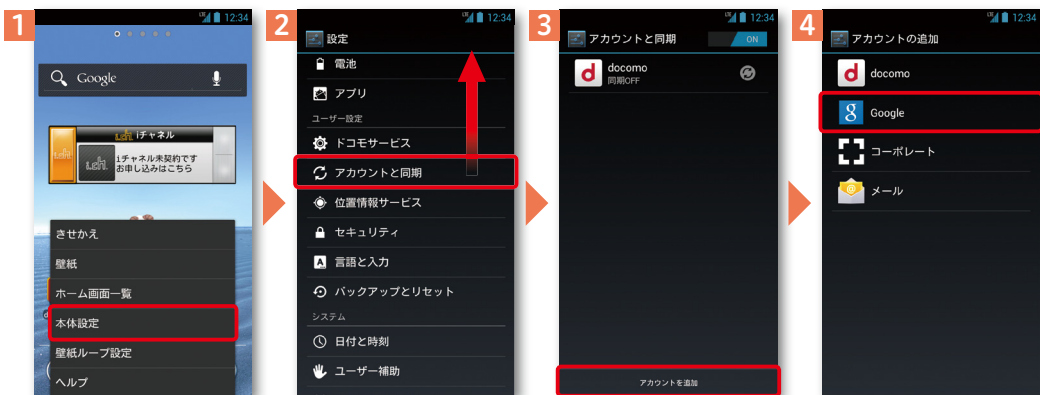 1
LTE 12:34
Google
i.ch. iチャネル
i.ch.
i.ch.
iチャネル未契約です
お申し込みはこちら
きせかえ
壁紙
ホーム画面一覧
本体設定
壁紙ループ設定
ヘルプ
2
LTE 12:34
設定
電池
アプリ
ユーザー設定
ドコモサービス
アカウントと同期
位置情報サービス
セキュリティ
A 言語と入力
バックアップとリセット
システム
日付と時刻
ユーザー補助
3
LTE 12:34
アカウントと同期 ON
d docomo
同期OFF
アカウントを追加
4
LTE 12:34
アカウントの追加
d docomo
g Google
コーポレート
@ メール